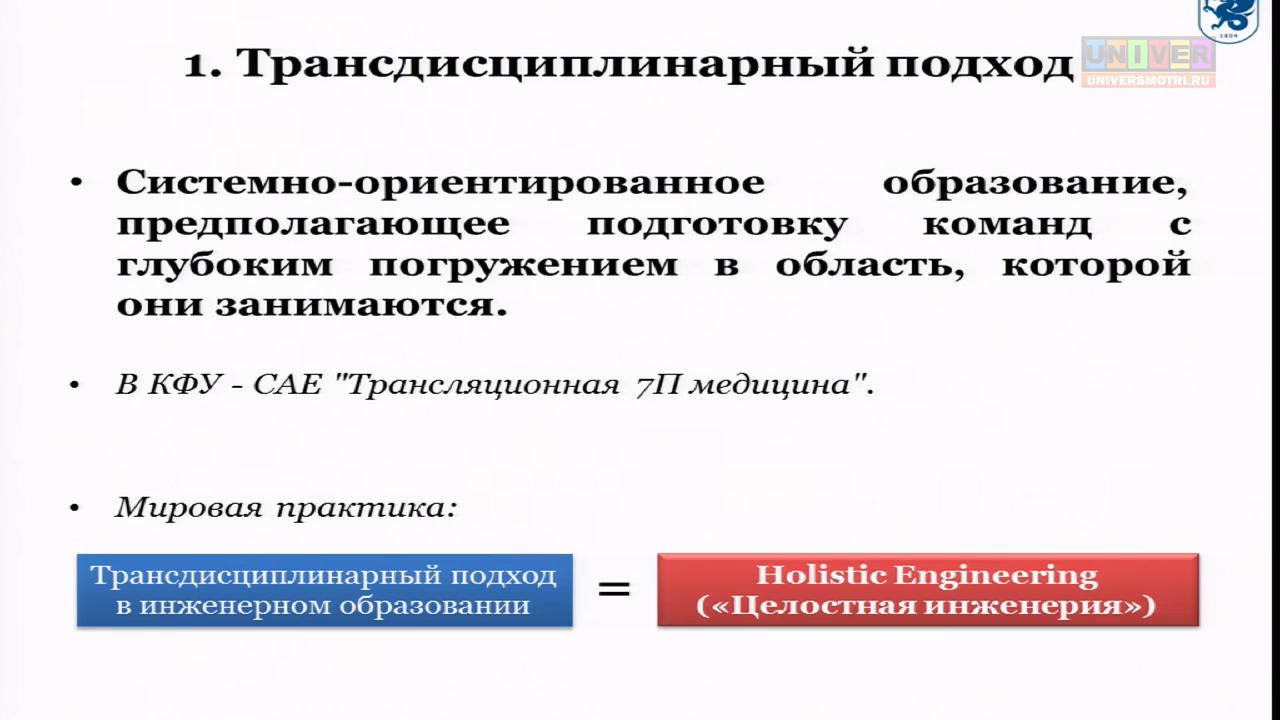 1804
UNIVER
UNIVERSMOTRI.RU
1. Трансдисциплинарный подход
• Системно-ориентированное образование,
предполагающее подготовку команд с
глубоким погружением в область, которой
они занимаются.
• В КФУ - САЕ "Трансляционная 7П медицина".
• Мировая практика:
Трансдисциплинарный подход
в инженерном образовании
=
Holistic Engineering
(«Целостная инженерия»)